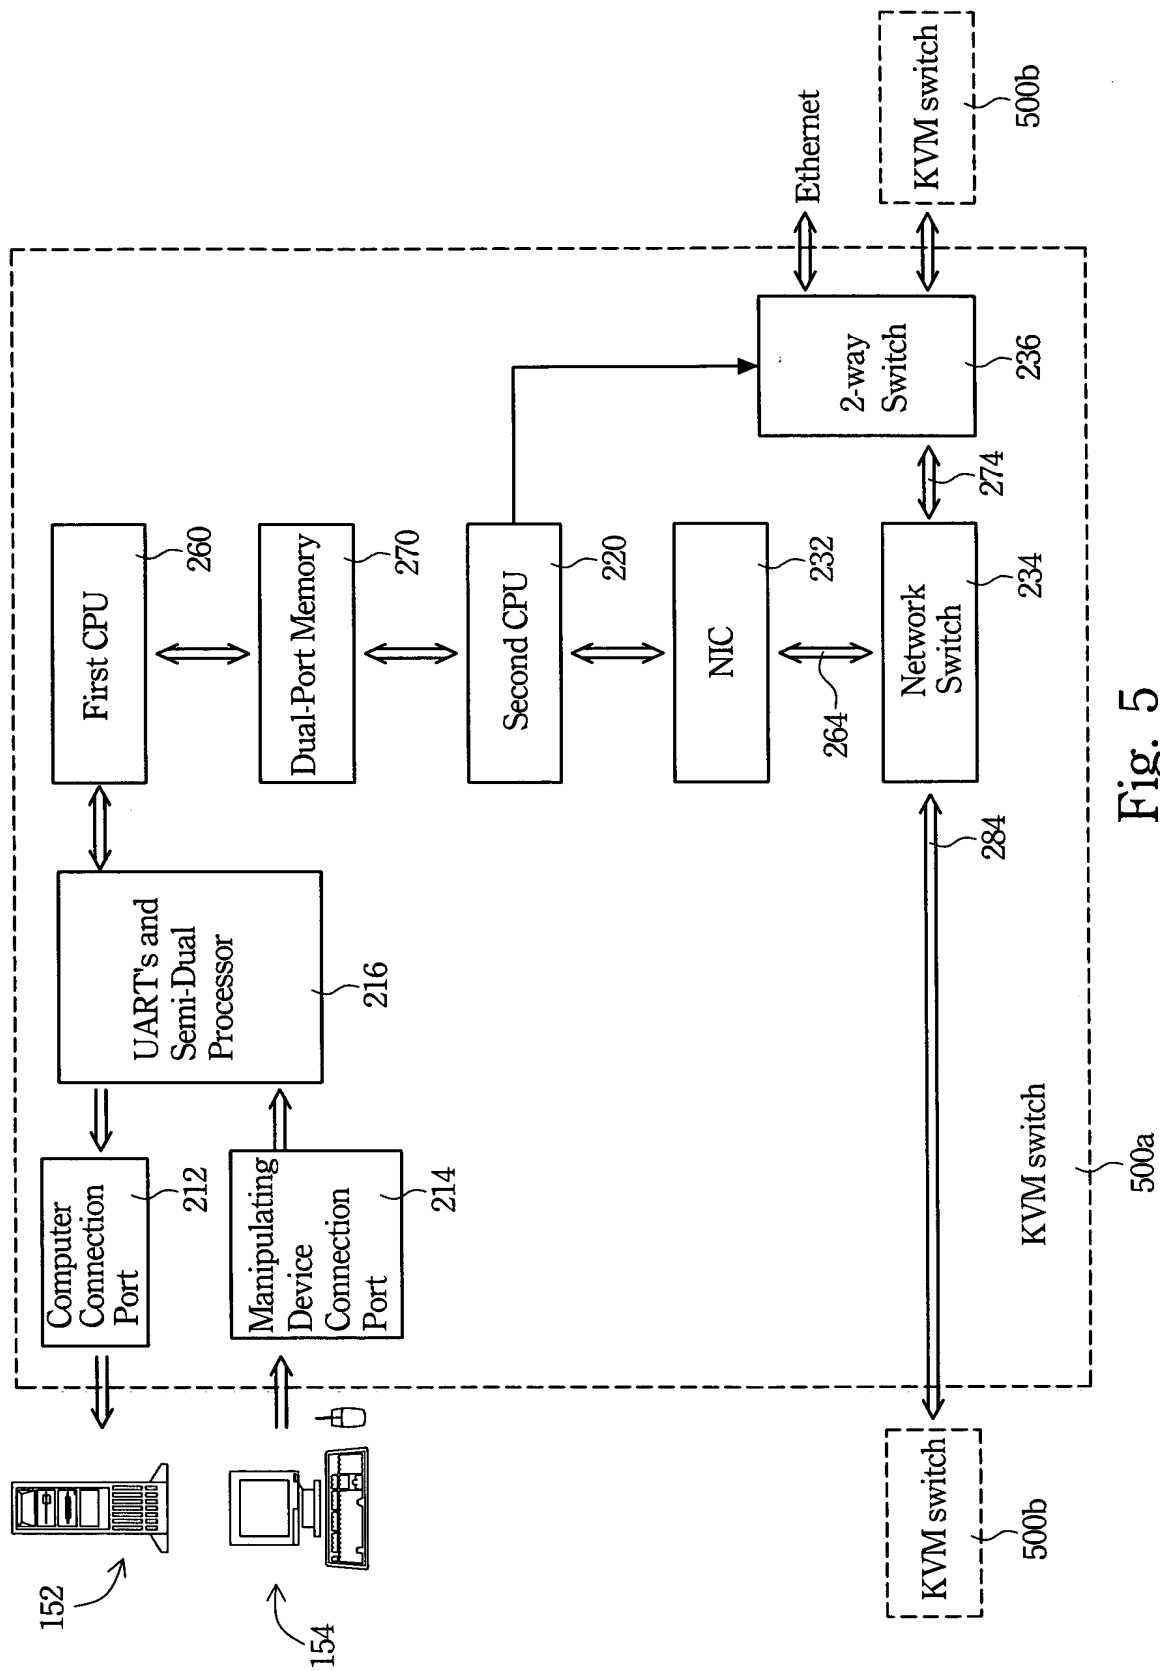 152
154
Computer
Connection
Port
212
Manipulating
Device
Connection
Port
214
UART's and
Semi-Dual
Processor
216
First CPU
260
Dual-Port Memory
270
Second CPU
220
NIC
232
264
Network
Switch
234
274
2-way
Switch
236
Ethernet
KVM switch
500b
284
KVM switch
500b
KVM switch
500a
Fig. 5